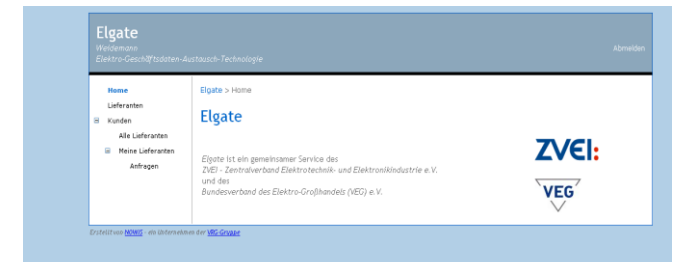 Elgate
Weidemann
Elektro-Geschäftsdaten-Austausch-Technologie
Abmelden
Home
Lieferanten
Kunden
Alle Lieferanten
Meine Lieferanten
Anfragen
Elgate > Home
Elgate
Elgate ist ein gemeinsamer Service des
ZVEI - Zentralverband Elektrotechnik- und Elektronikindustrie e.V.
und des
Bundesverband des Elektro-Großhandels (VEG) e.V.
ZVEI:
VEG
Erstellt von NOWIS - ein Unternehmen der VRG-Gruppe